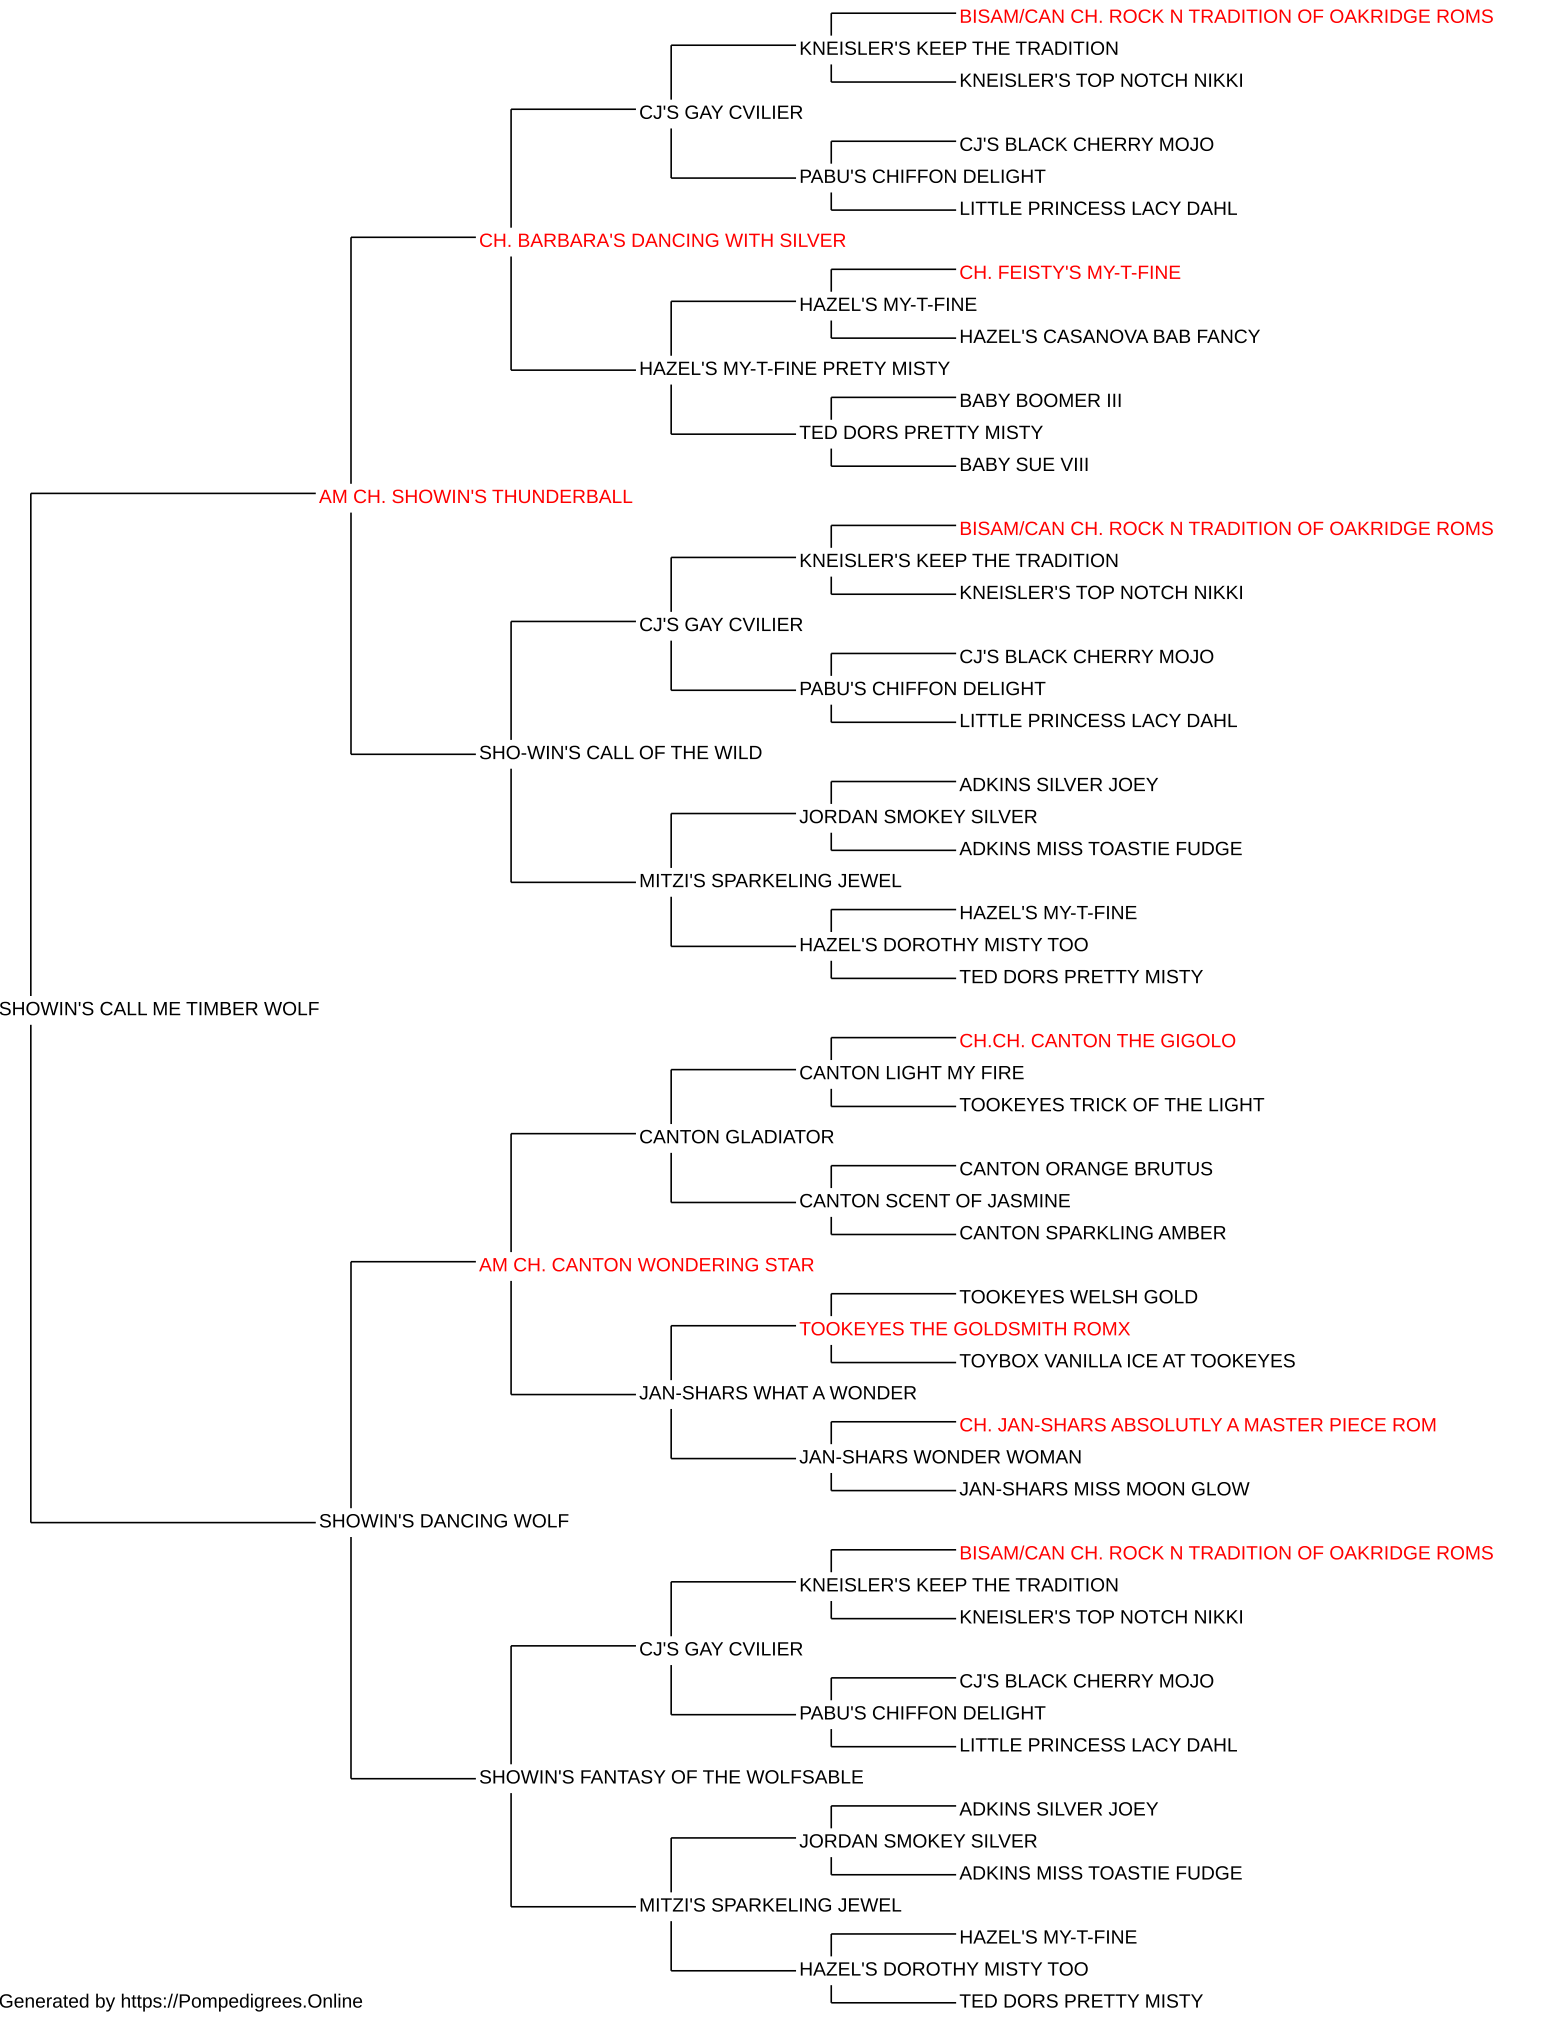 BISAM/CAN CH. ROCK N TRADITION OF OAKRIDGE ROMS
KNEISLER'S KEEP THE TRADITION
KNEISLER'S TOP NOTCH NIKKI
CJ'S GAY CVILIER
CJ'S BLACK CHERRY MOJO
PABU'S CHIFFON DELIGHT
LITTLE PRINCESS LACY DAHL
CH. BARBARA'S DANCING WITH SILVER
CH. FEISTY'S MY-T-FINE
HAZEL'S MY-T-FINE
HAZEL'S CASANOVA BAB FANCY
HAZEL'S MY-T-FINE PRETY MISTY
BABY BOOMER III
TED DORS PRETTY MISTY
BABY SUE VIII
AM CH. SHOWIN'S THUNDERBALL
BISAM/CAN CH. ROCK N TRADITION OF OAKRIDGE ROMS
KNEISLER'S KEEP THE TRADITION
KNEISLER'S TOP NOTCH NIKKI
CJ'S GAY CVILIER
CJ'S BLACK CHERRY MOJO
PABU'S CHIFFON DELIGHT
LITTLE PRINCESS LACY DAHL
SHO-WIN'S CALL OF THE WILD
ADKINS SILVER JOEY
JORDAN SMOKEY SILVER
ADKINS MISS TOASTIE FUDGE
MITZI'S SPARKELING JEWEL
HAZEL'S MY-T-FINE
HAZEL'S DOROTHY MISTY TOO
TED DORS PRETTY MISTY
SHOWIN'S CALL ME TIMBER WOLF
CH.CH. CANTON THE GIGOLO
CANTON LIGHT MY FIRE
TOOKEYES TRICK OF THE LIGHT
CANTON GLADIATOR
CANTON ORANGE BRUTUS
CANTON SCENT OF JASMINE
CANTON SPARKLING AMBER
AM CH. CANTON WONDERING STAR
TOOKEYES WELSH GOLD
TOOKEYES THE GOLDSMITH ROMX
TOYBOX VANILLA ICE AT TOOKEYES
JAN-SHARS WHAT A WONDER
CH. JAN-SHARS ABSOLUTLY A MASTER PIECE ROM
JAN-SHARS WONDER WOMAN
JAN-SHARS MISS MOON GLOW
SHOWIN'S DANCING WOLF
BISAM/CAN CH. ROCK N TRADITION OF OAKRIDGE ROMS
KNEISLER'S KEEP THE TRADITION
KNEISLER'S TOP NOTCH NIKKI
CJ'S GAY CVILIER
CJ'S BLACK CHERRY MOJO
PABU'S CHIFFON DELIGHT
LITTLE PRINCESS LACY DAHL
SHOWIN'S FANTASY OF THE WOLFSABLE
ADKINS SILVER JOEY
JORDAN SMOKEY SILVER
ADKINS MISS TOASTIE FUDGE
MITZI'S SPARKELING JEWEL
HAZEL'S MY-T-FINE
HAZEL'S DOROTHY MISTY TOO
TED DORS PRETTY MISTY
Generated by https://Pompedigrees.Online